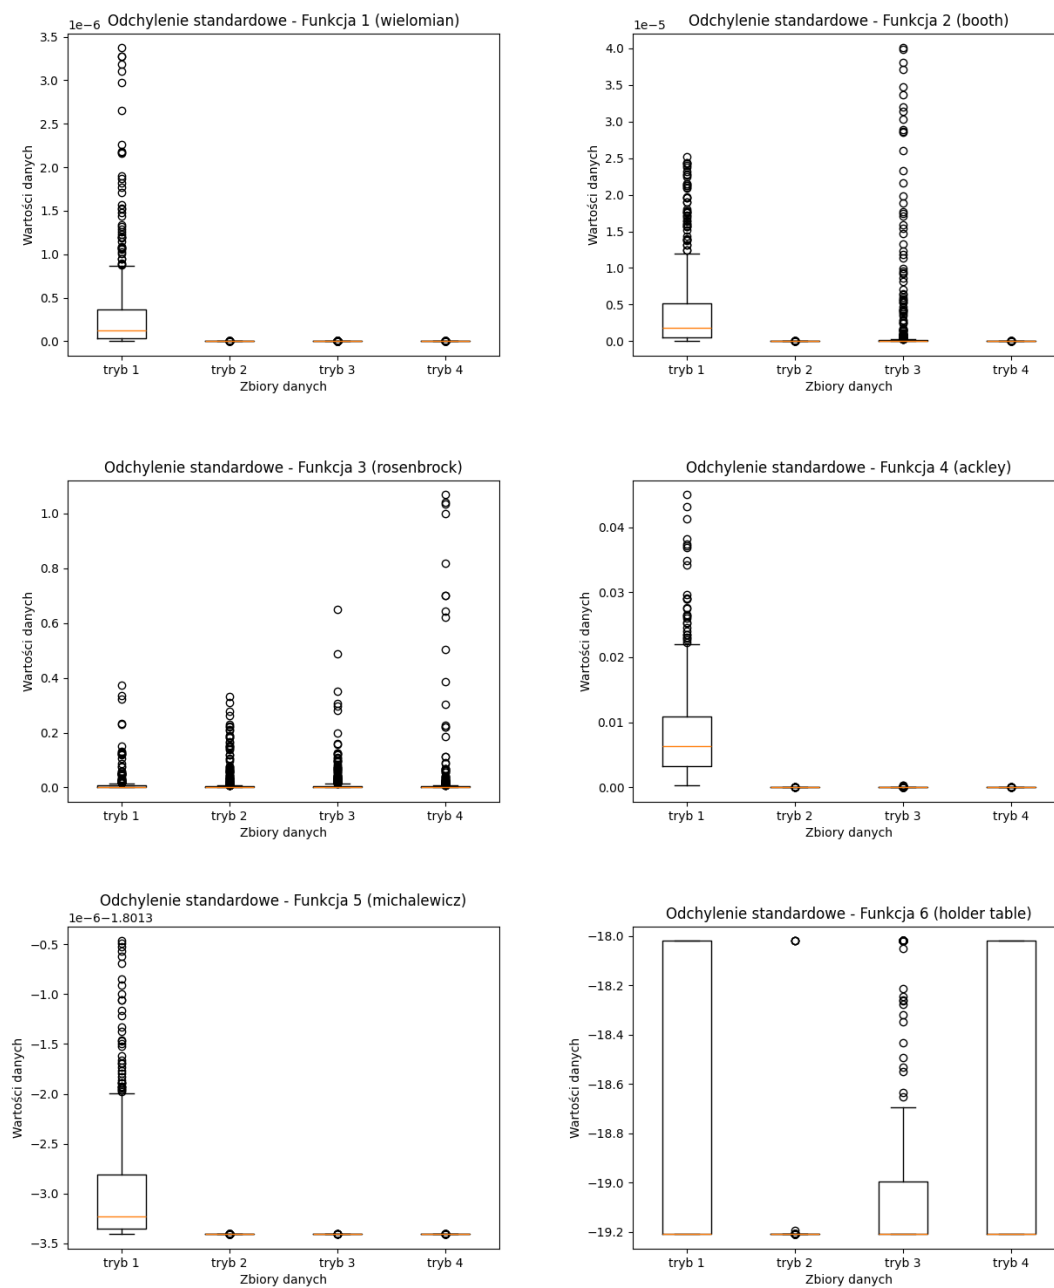 Odchylenie standardowe - Funkcja 1 (wielomian)
1e−6
3.5
3.0
2.5
2.0
1.5
1.0
0.5
0.0
Wartości danych
tryb 1 tryb 2 tryb 3 tryb 4
Zbiory danych
Odchylenie standardowe - Funkcja 2 (booth)
1e−5
4.0
3.5
3.0
2.5
2.0
1.5
1.0
0.5
0.0
Wartości danych
tryb 1 tryb 2 tryb 3 tryb 4
Zbiory danych
Odchylenie standardowe - Funkcja 3 (rosenbrock)
1.0
0.8
0.6
0.4
0.2
0.0
Wartości danych
tryb 1 tryb 2 tryb 3 tryb 4
Zbiory danych
Odchylenie standardowe - Funkcja 4 (ackley)
0.04
0.03
0.02
0.01
0.00
Wartości danych
tryb 1 tryb 2 tryb 3 tryb 4
Zbiory danych
Odchylenie standardowe - Funkcja 5 (michalewicz)
1e−6−1.8013
−0.5
−1.0
−1.5
−2.0
−2.5
−3.0
−3.5
Wartości danych
tryb 1 tryb 2 tryb 3 tryb 4
Zbiory danych
Odchylenie standardowe - Funkcja 6 (holder table)
−18.0
−18.2
−18.4
−18.6
−18.8
−19.0
−19.2
Wartości danych
tryb 1 tryb 2 tryb 3 tryb 4
Zbiory danych